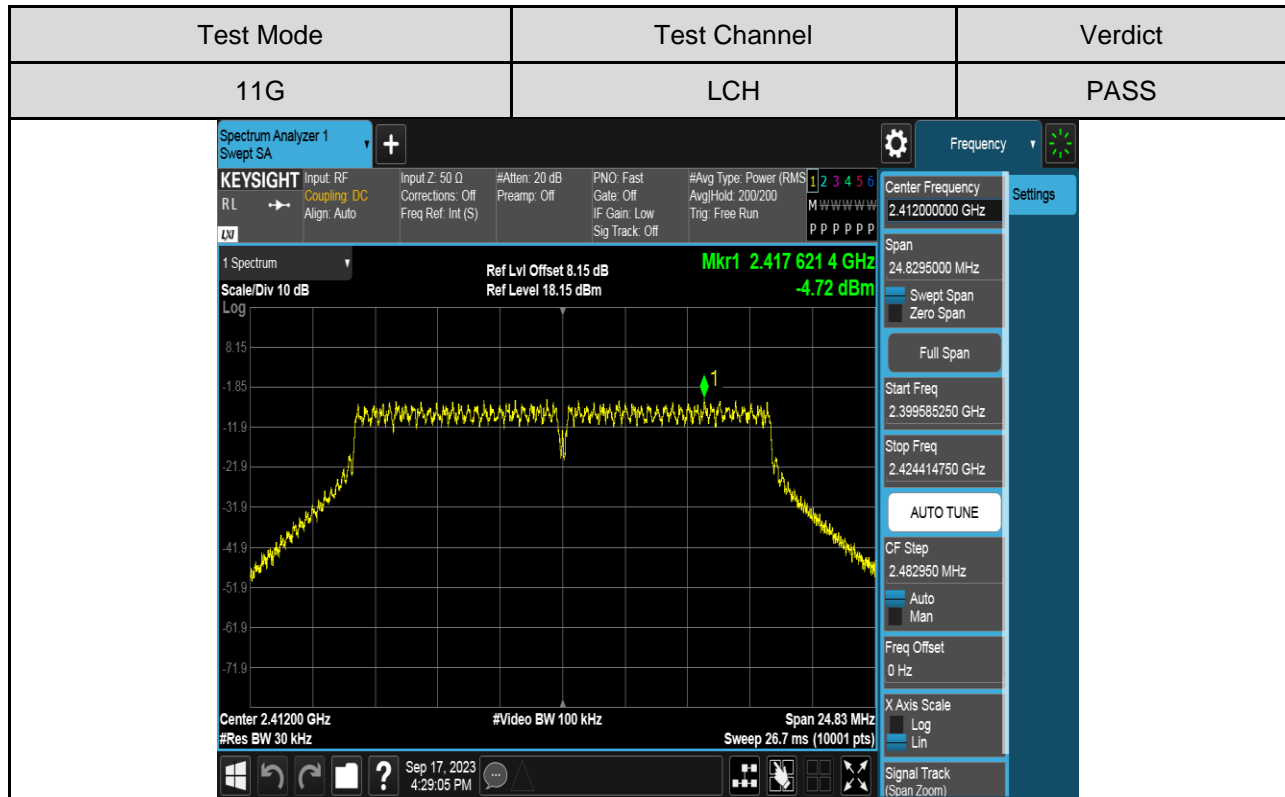 Test Mode Test Channel Verdict
11G LCH PASS
Spectrum Analyzer 1
Swept SA
+
Frequency
KEYSIGHT Input: RF Input Z: 50 Ω #Atten: 20 dB PNO: Fast #Avg Type: Power (RMS 1 2 3 4 5 6
RL Coupling: DC Corrections: Off Preamp: Off Gate: Off Avg|Hold: 200/200 M W W W W W
Align: Auto Freq Ref: Int (S) IF Gain: Low Trig: Free Run
LXI Sig Track: Off P P P P P P
1 Spectrum Ref Lvl Offset 8.15 dB Mkr1 2.417 621 4 GHz
Scale/Div 10 dB Ref Level 18.15 dBm -4.72 dBm
Log
8.15
-1.85
1
-11.9
-21.9
-31.9
-41.9
-51.9
-61.9
-71.9
Center 2.41200 GHz #Video BW 100 kHz Span 24.83 MHz
#Res BW 30 kHz Sweep 26.7 ms (10001 pts)
? Sep 17, 2023
4:29:05 PM
Center Frequency
2.412000000 GHz
Settings
Span
24.8295000 MHz
Swept Span
Zero Span
Full Span
Start Freq
2.399585250 GHz
Stop Freq
2.424414750 GHz
AUTO TUNE
CF Step
2.482950 MHz
Auto
Man
Freq Offset
0 Hz
X Axis Scale
Log
Lin
Signal Track
(Span Zoom)